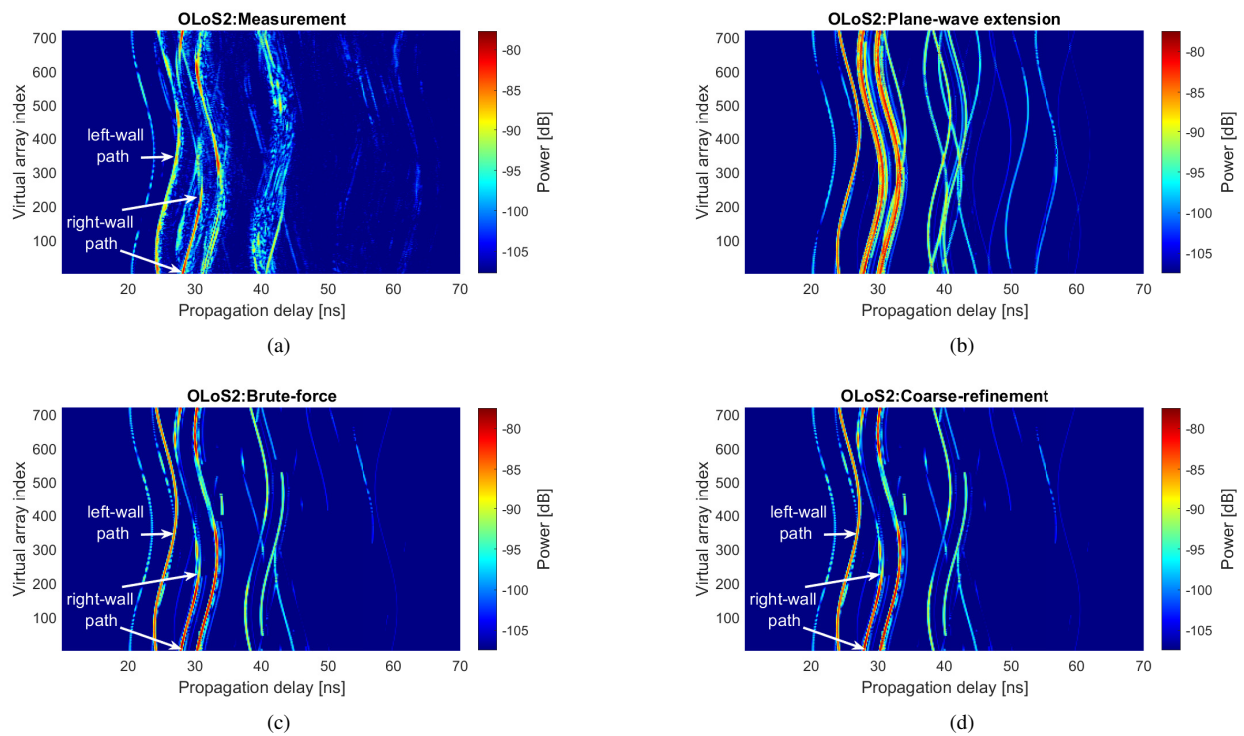 OLoS2:Measurement
700
600
500
400
300
200
100
Virtual array index
left-wall
path
right-wall
path
20 30 40 50 60 70
Propagation delay [ns]
-80
-85
-90
-95
-100
-105
Power [dB]
(a)
OLoS2:Plane-wave extension
700
600
500
400
300
200
100
Virtual array index
20 30 40 50 60 70
Propagation delay [ns]
-80
-85
-90
-95
-100
-105
Power [dB]
(b)
OLoS2:Brute-force
700
600
500
400
300
200
100
Virtual array index
left-wall
path
right-wall
path
20 30 40 50 60 70
Propagation delay [ns]
-80
-85
-90
-95
-100
-105
Power [dB]
(c)
OLoS2:Coarse-refinement
700
600
500
400
300
200
100
Virtual array index
left-wall
path
right-wall
path
20 30 40 50 60 70
Propagation delay [ns]
-80
-85
-90
-95
-100
-105
Power [dB]
(d)